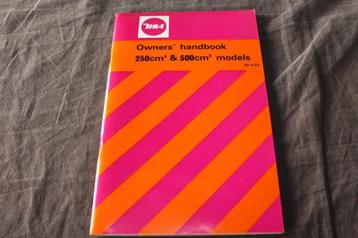 BSA
Owners' handbook
250cm³ & 500cm³ models